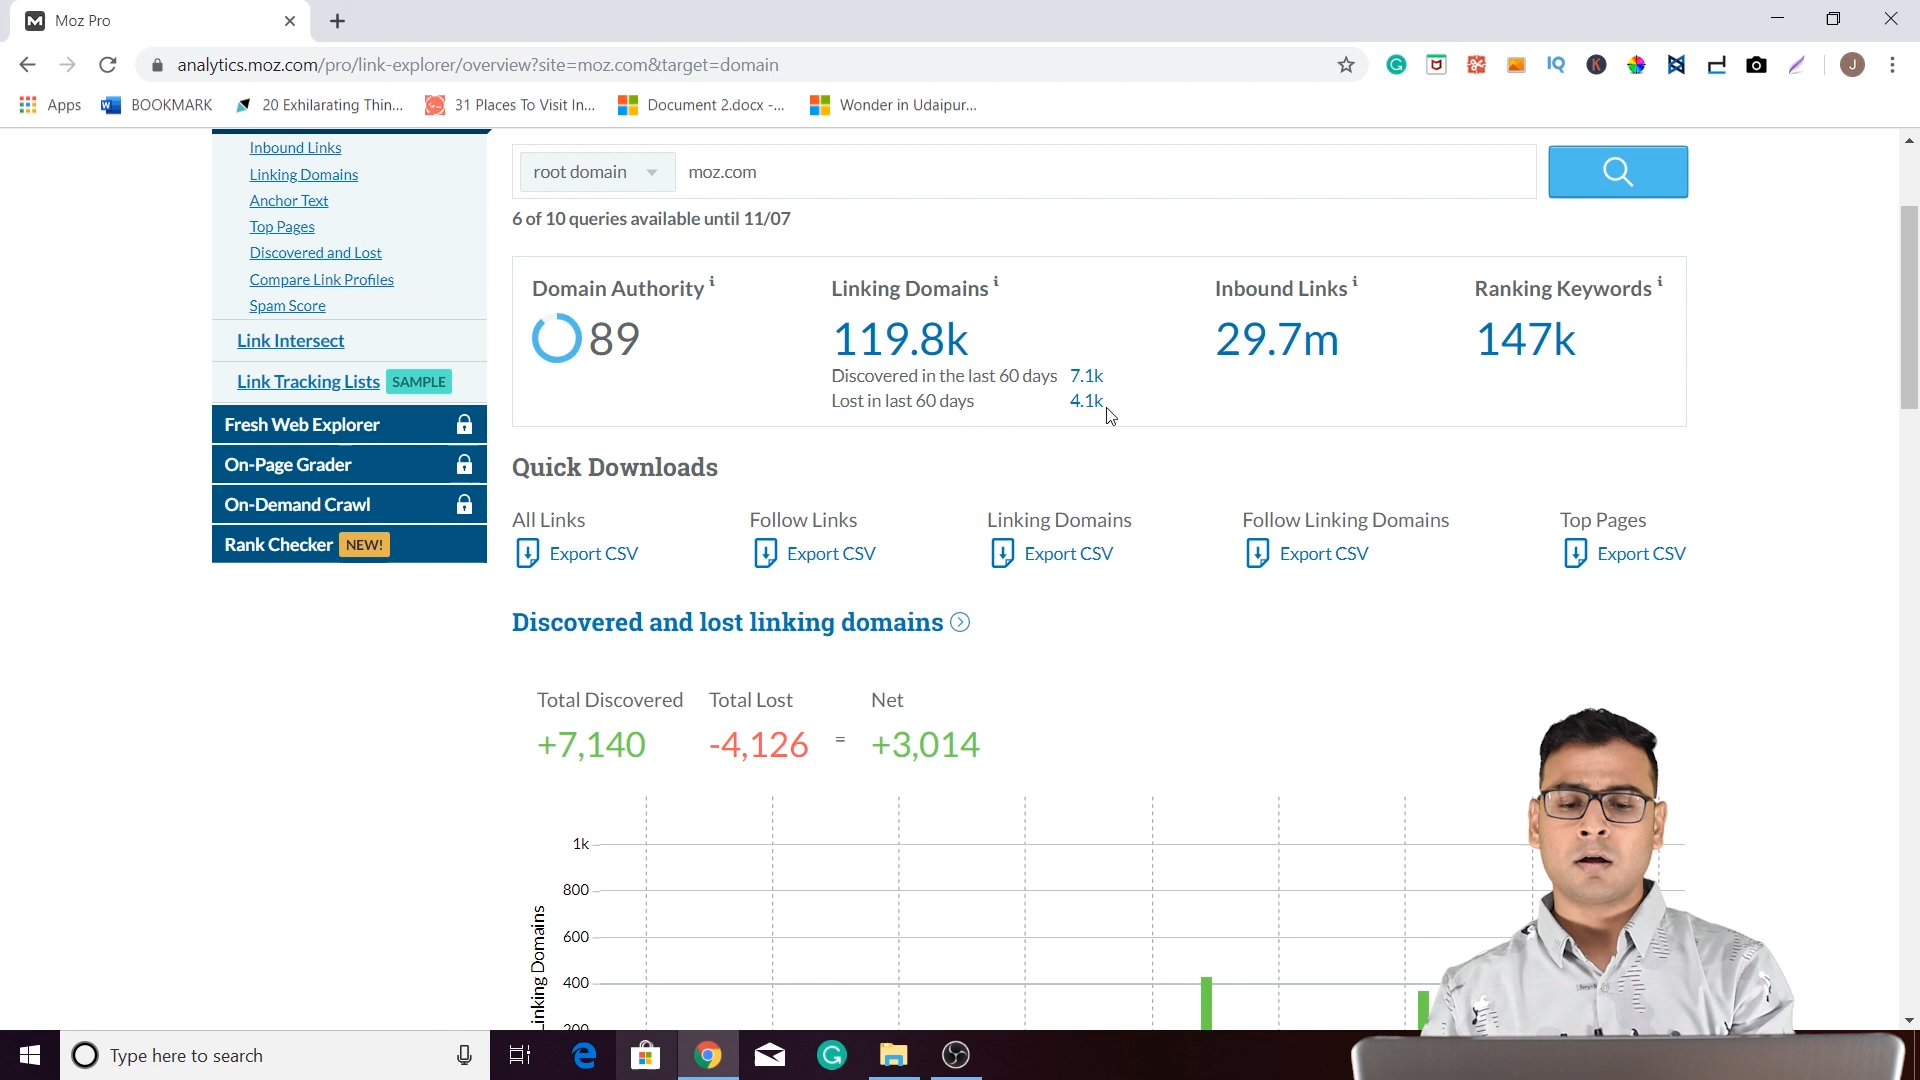 Moz Pro
analytics.moz.com/pro/link-explorer/overview?site=moz.com&target=domain
Apps BOOKMARK 20 Exhilarating Thin... 31 Places To Visit In... Document 2.docx -... Wonder in Udaipur...
Inbound Links
Linking Domains
Anchor Text
Top Pages
Discovered and Lost
Compare Link Profiles
Spam Score
Link Intersect
Link Tracking Lists SAMPLE
Fresh Web Explorer
On-Page Grader
On-Demand Crawl
Rank Checker NEW!
root domain moz.com
6 of 10 queries available until 11/07
Domain Authority i Linking Domains i Inbound Links i Ranking Keywords i
89 119.8k 29.7m 147k
Discovered in the last 60 days 7.1k
Lost in last 60 days 4.1k
Quick Downloads
All Links Follow Links Linking Domains Follow Linking Domains Top Pages
Export CSV Export CSV Export CSV Export CSV Export CSV
Discovered and lost linking domains
Total Discovered Total Lost Net
+7,140 -4,126 = +3,014
1k
800
600
400
200
Linking Domains
Type here to search